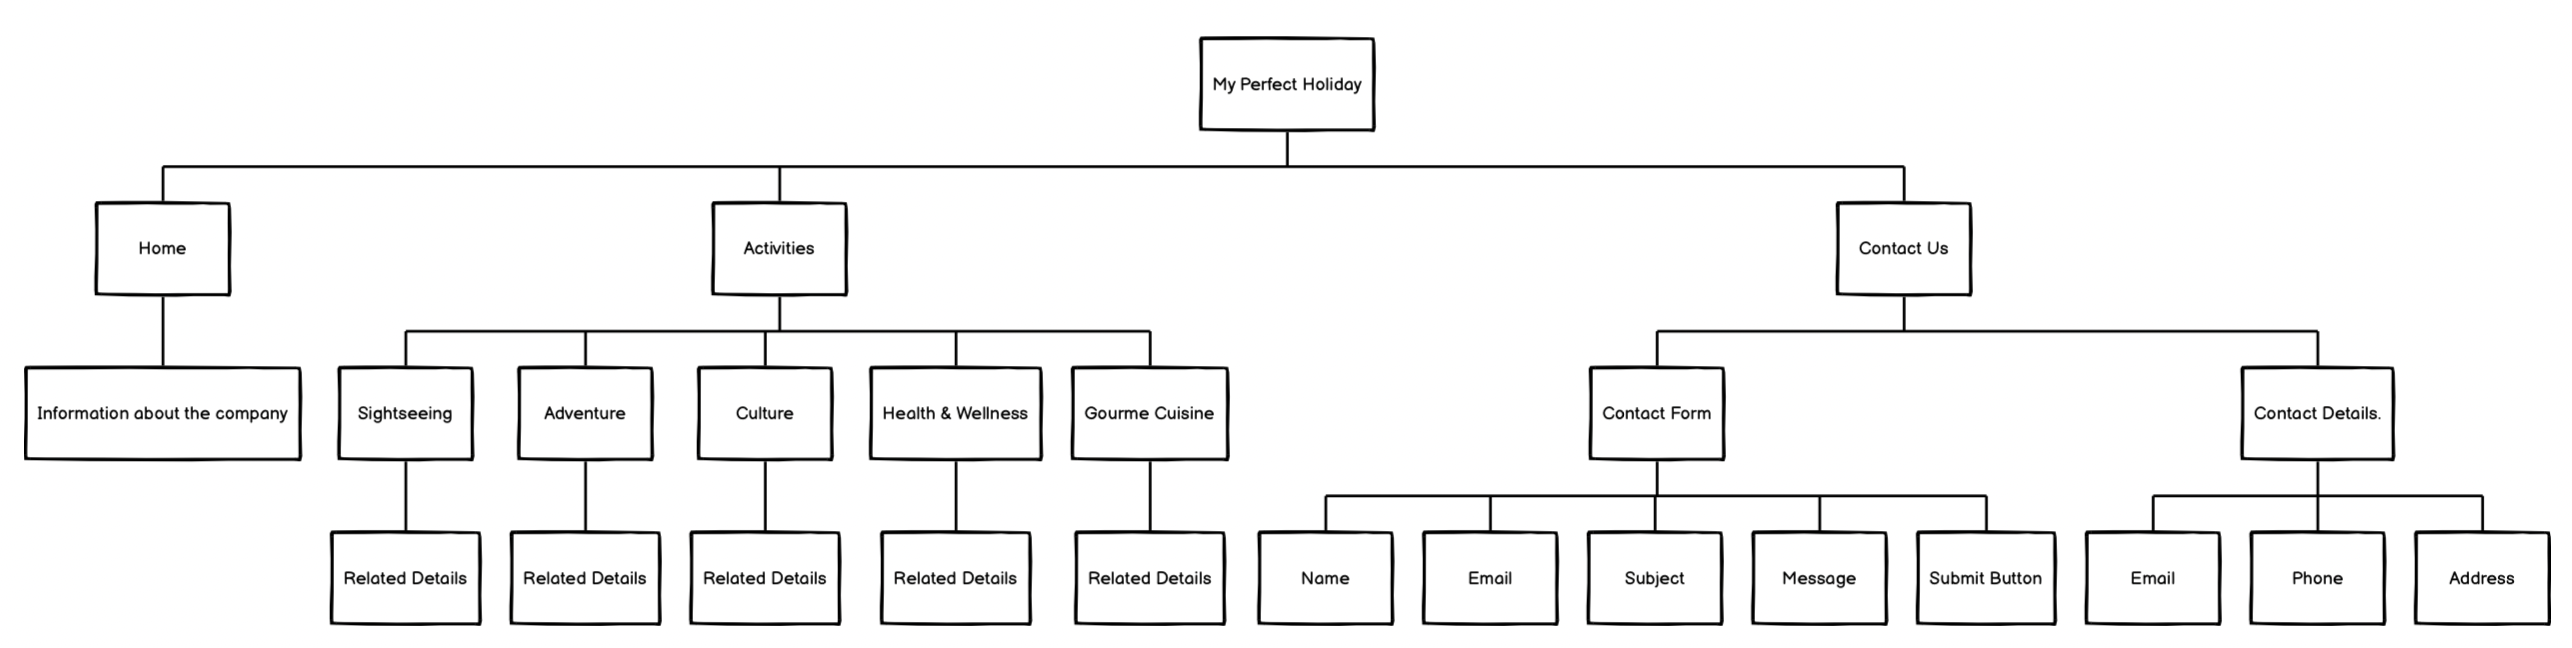 My Perfect Holiday
Home
Activities
Contact Us
Information about the company
Sightseeing
Adventure
Culture
Health & Wellness
Gourme Cuisine
Contact Form
Contact Details.
Related Details
Related Details
Related Details
Related Details
Related Details
Name
Email
Subject
Message
Submit Button
Email
Phone
Address